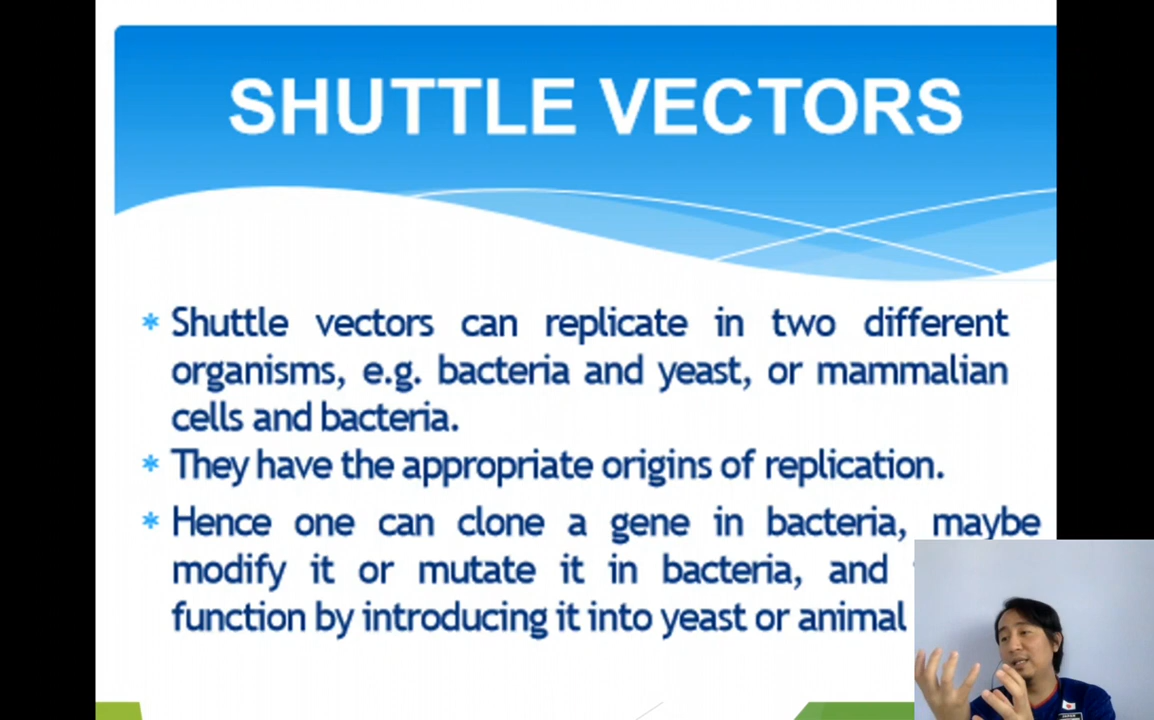 SHUTTLE VECTORS
* Shuttle vectors can replicate in two different
organisms, e.g. bacteria and yeast, or mammalian
cells and bacteria.
* They have the appropriate origins of replication.
* Hence one can clone a gene in bacteria, maybe
modify it or mutate it in bacteria, and
function by introducing it into yeast or animal